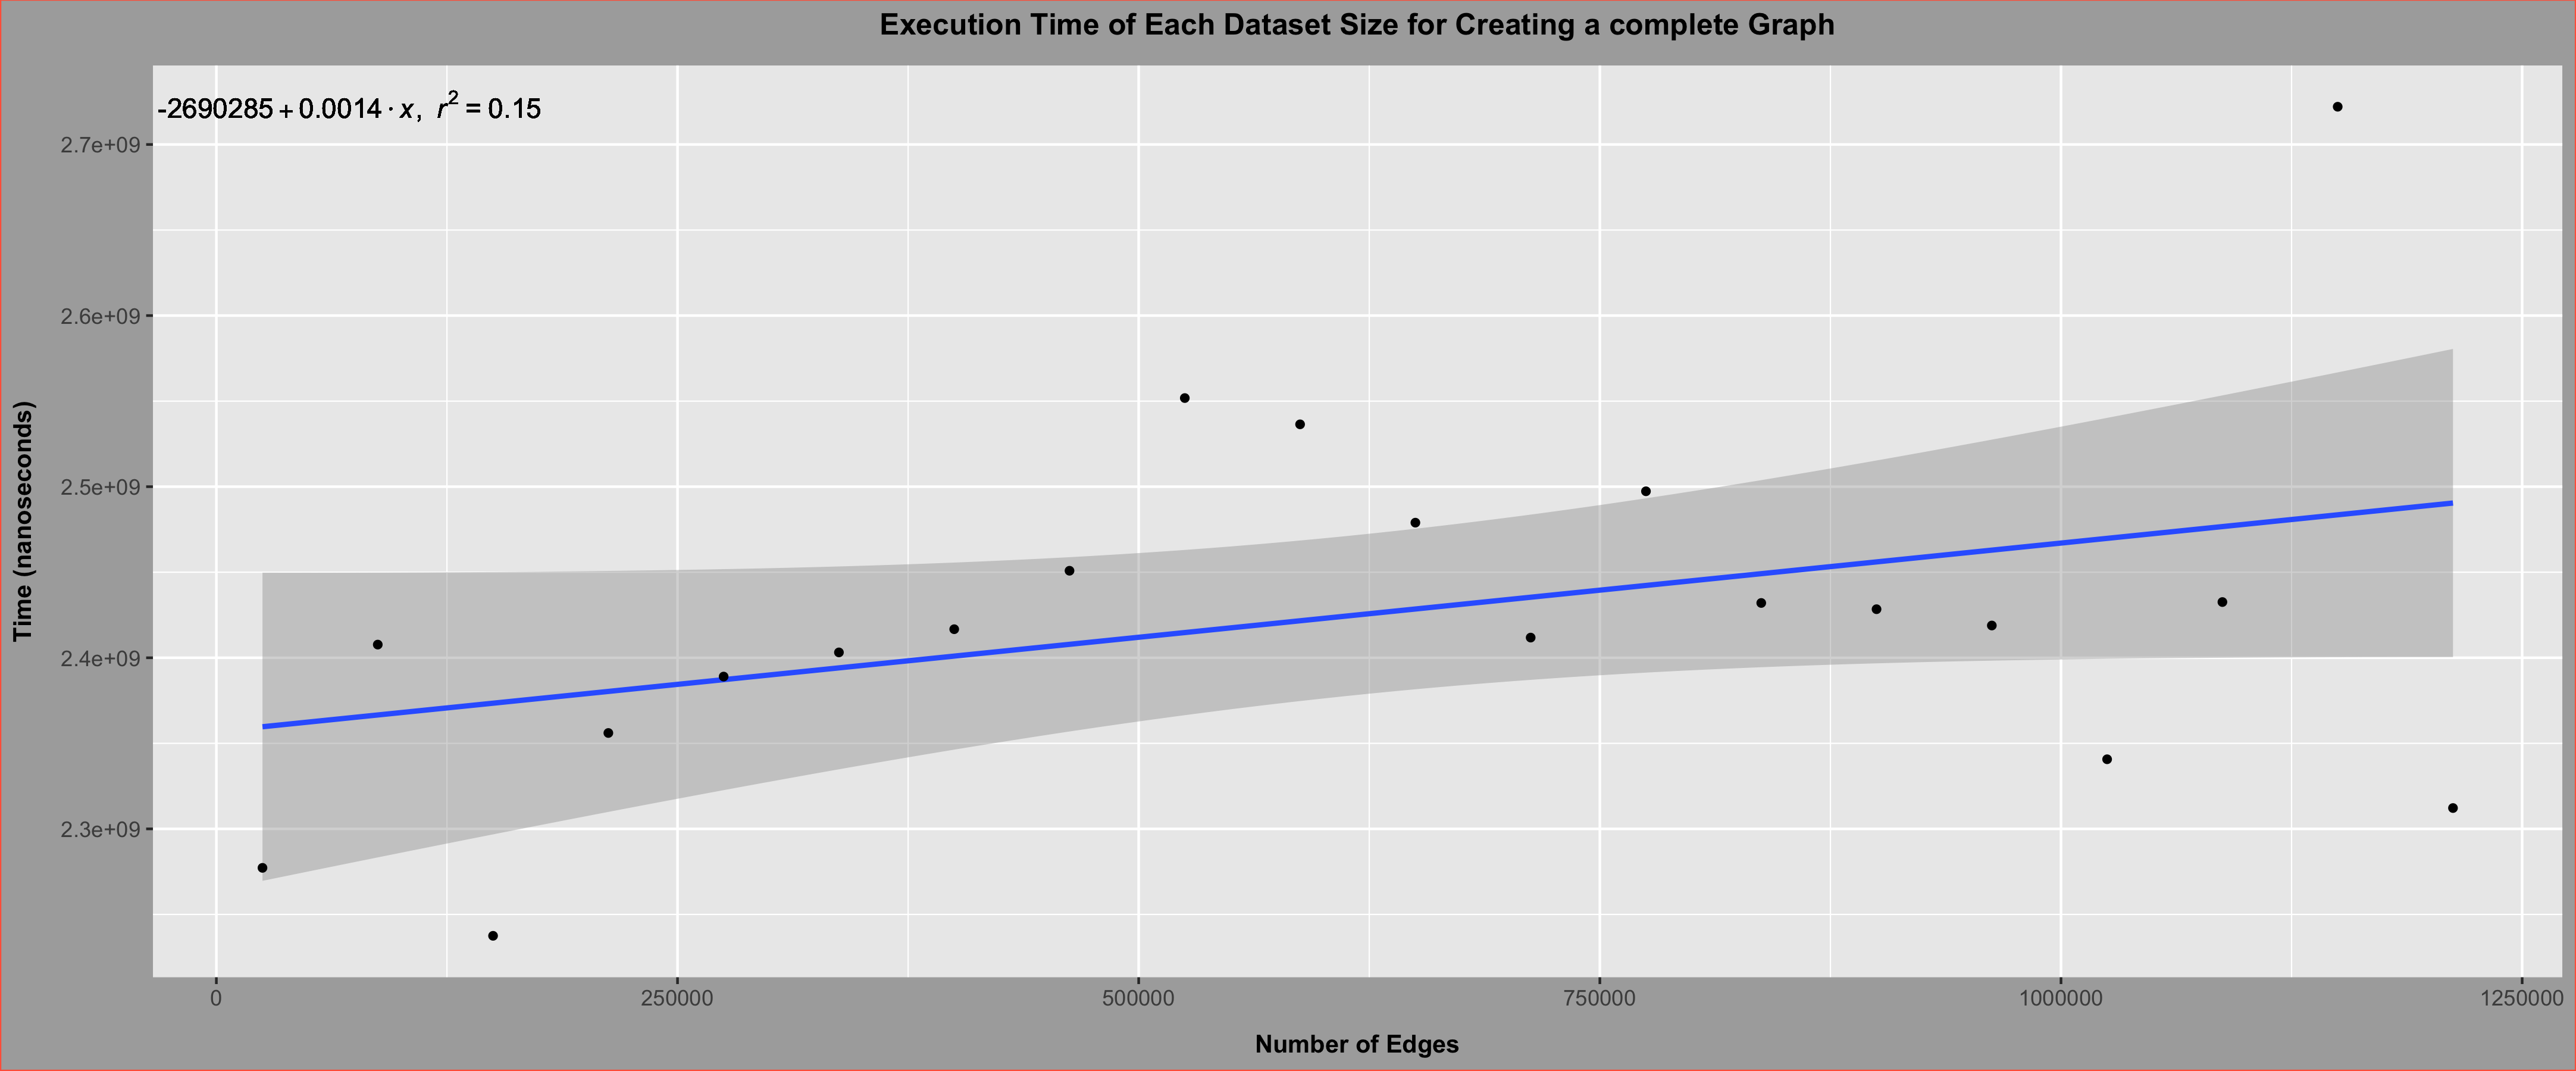 Execution Time of Each Dataset Size for Creating a complete Graph
-2690285 + 0.0014 · x, r² = 0.15
2.7e+09
2.6e+09
2.5e+09
2.4e+09
2.3e+09
Time (nanoseconds)
0 250000 500000 750000 1000000 1250000
Number of Edges